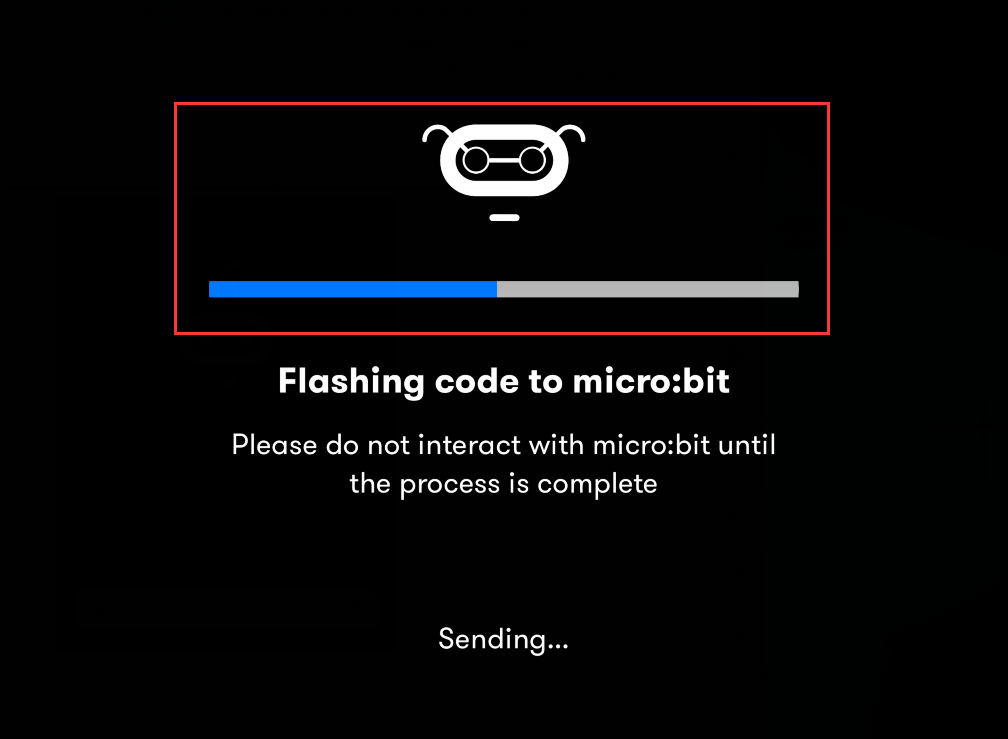 Flashing code to micro:bit
Please do not interact with micro:bit until
the process is complete
Sending...